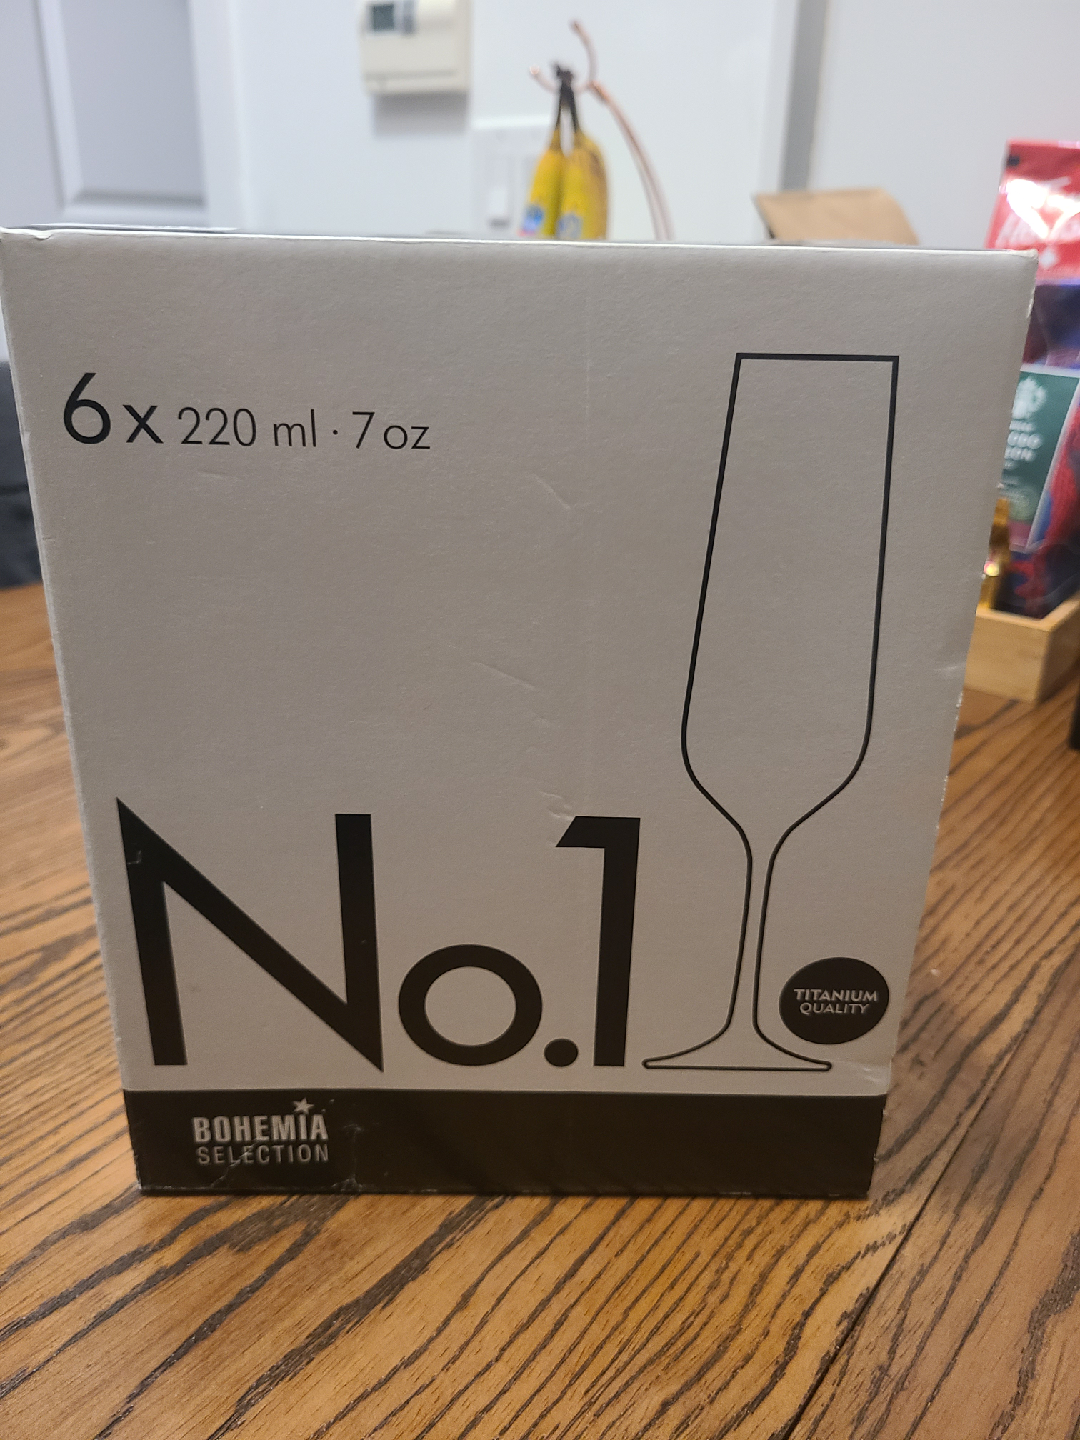 6x 220 ml · 7 oz
No.1
TITANIUM
QUALITY
BOHEMIA
SELECTION